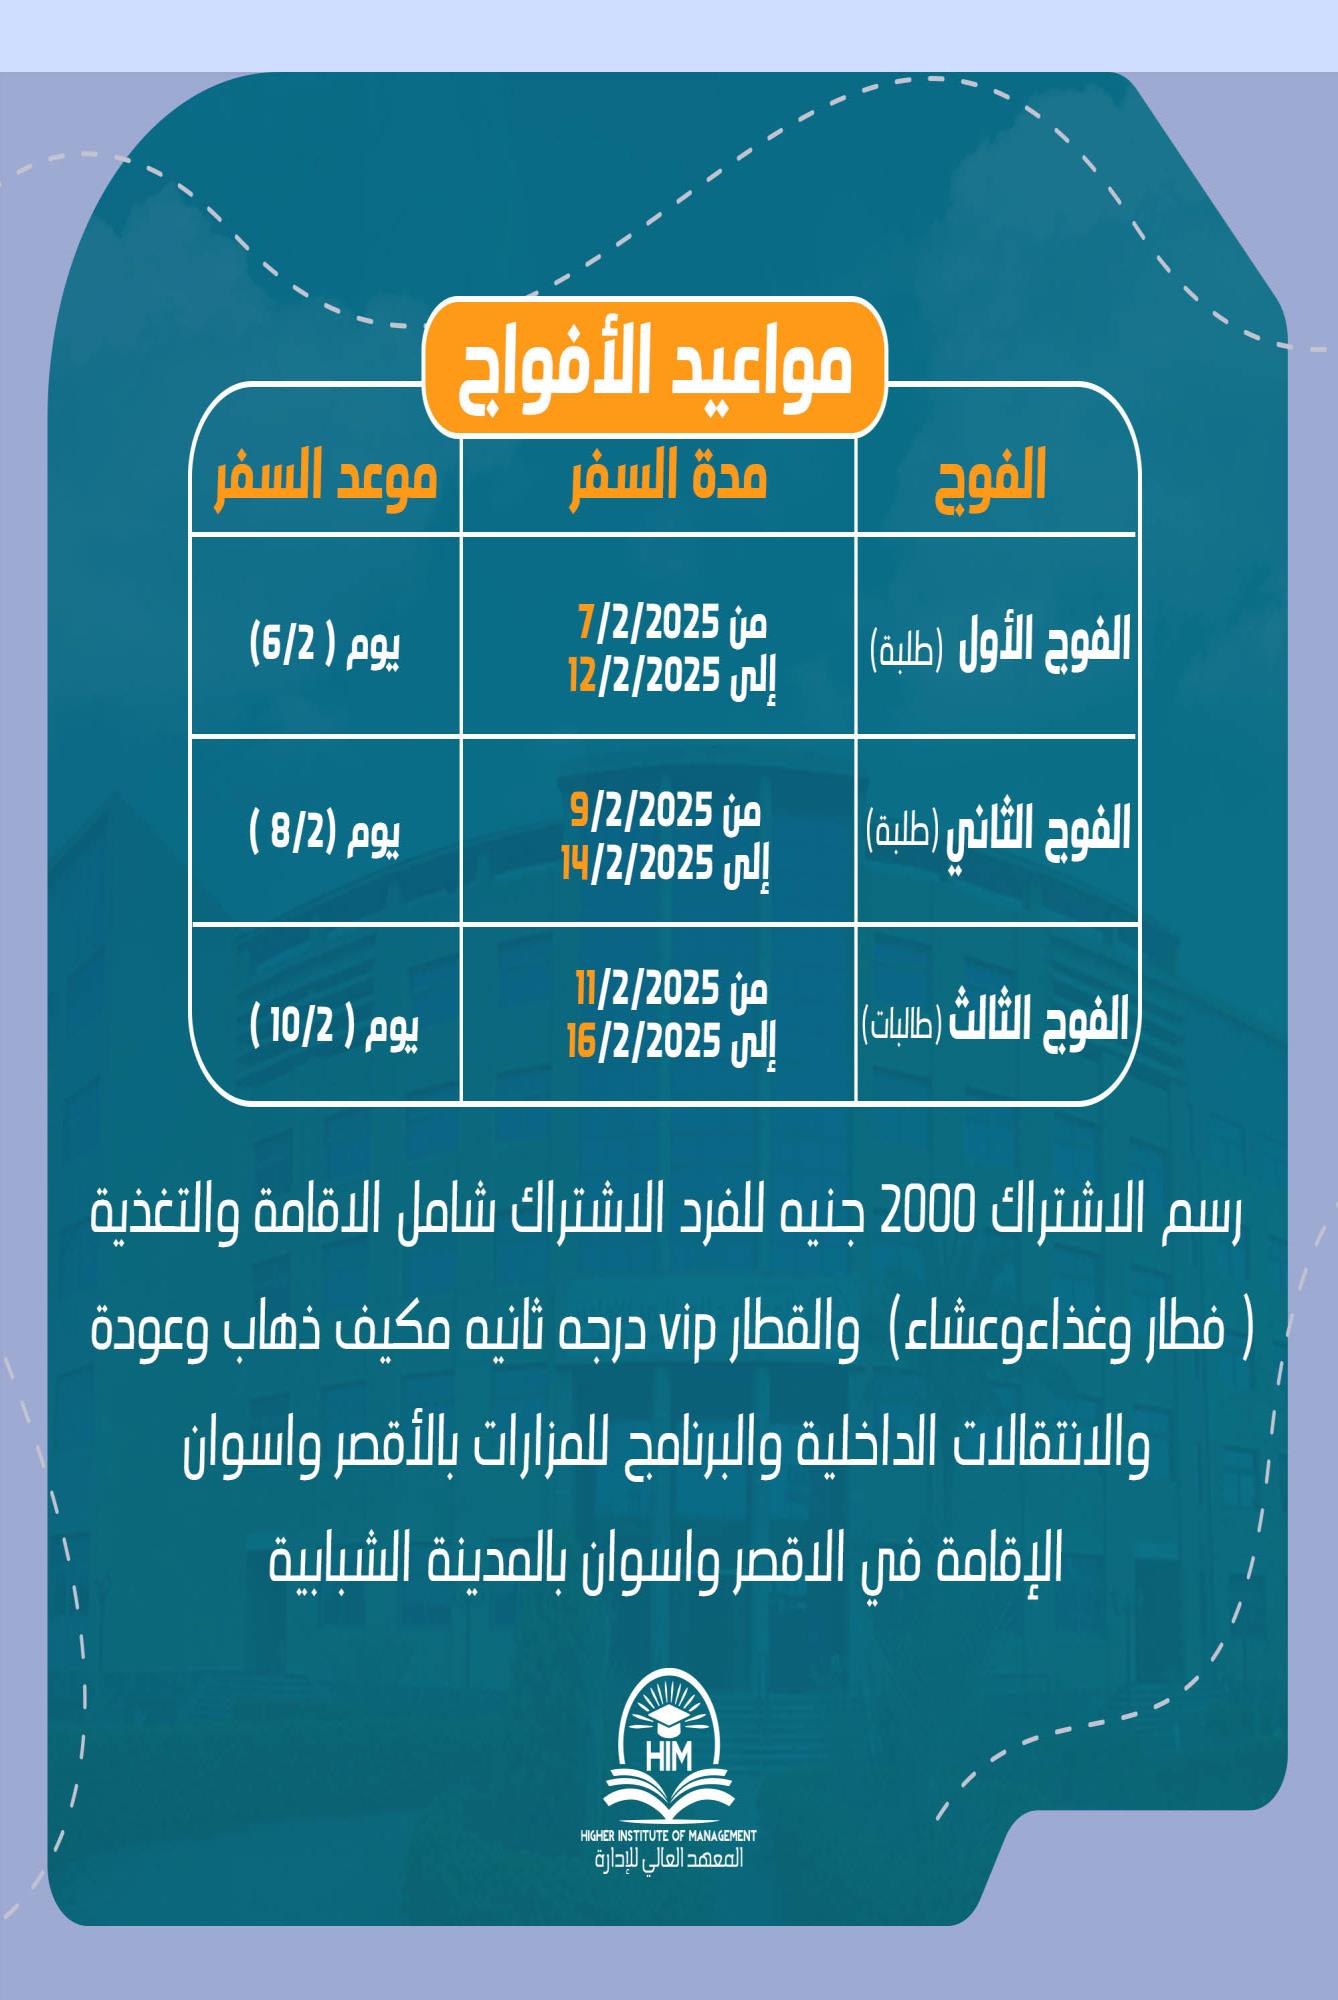 مواعيد الأفواج
الفوج مدة السفر موعد السفر
الفوج الأول (طلبة) من 7/2/2025 إلى 12/2/2025 يوم ( 6/2)
الفوج الثاني (طلبة) من 9/2/2025 إلى 14/2/2025 يوم (8/2 )
الفوج الثالث (طالبات) من 11/2/2025 إلى 16/2/2025 يوم ( 10/2 )
رسم الاشتراك 2000 جنيه للفرد الاشتراك شامل الاقامة والتغذية
( فطار وغذاءوعشاء) والقطار vip درجه ثانيه مكيف ذهاب وعودة
والانتقالات الداخلية والبرنامج للمزارات بالأقصر واسوان
الإقامة في الاقصر واسوان بالمدينة الشبابية
HIM
HIGHER INSTITUTE OF MANAGEMENT
المعهد العالي للإدارة